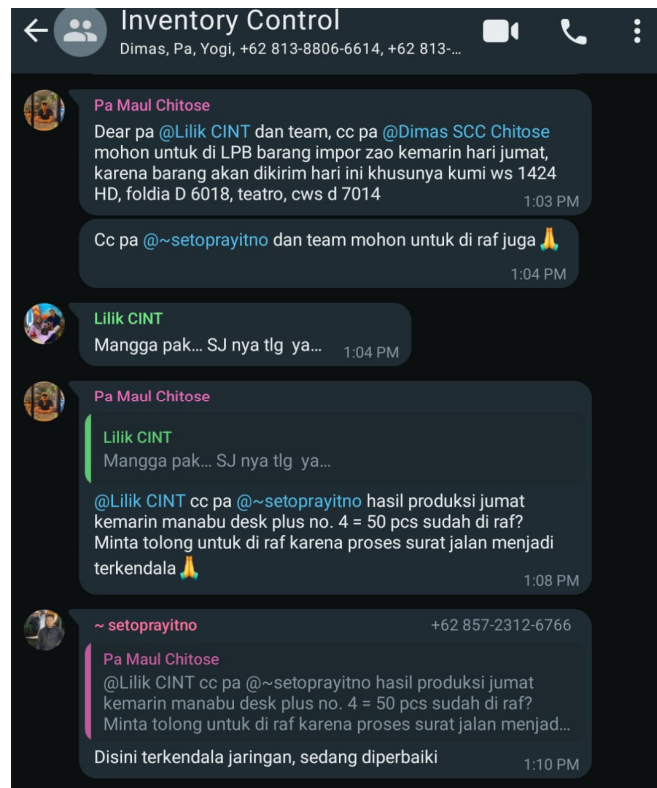 Inventory Control
Dimas, Pa, Yogi, +62 813-8806-6614, +62 813-...
Pa Maul Chitose
Dear pa @Lilik CINT dan team, cc pa @Dimas SCC Chitose
mohon untuk di LPB barang impor zao kemarin hari jumat,
karena barang akan dikirim hari ini khusunya kumi ws 1424
HD, foldia D 6018, teatro, cws d 7014
1:03 PM
Cc pa @~setoprayitno dan team mohon untuk di raf juga 🙏
1:04 PM
Lilik CINT
Mangga pak... SJ nya tlg ya...
1:04 PM
Pa Maul Chitose
Lilik CINT
Mangga pak... SJ nya tlg ya...
@Lilik CINT cc pa @~setoprayitno hasil produksi jumat
kemarin manabu desk plus no. 4 = 50 pcs sudah di raf?
Minta tolong untuk di raf karena proses surat jalan menjadi
terkendala 🙏
1:08 PM
~ setoprayitno +62 857-2312-6766
Pa Maul Chitose
@Lilik CINT cc pa @~setoprayitno hasil produksi jumat
kemarin manabu desk plus no. 4 = 50 pcs sudah di raf?
Minta tolong untuk di raf karena proses surat jalan menjad...
Disini terkendala jaringan, sedang diperbaiki
1:10 PM